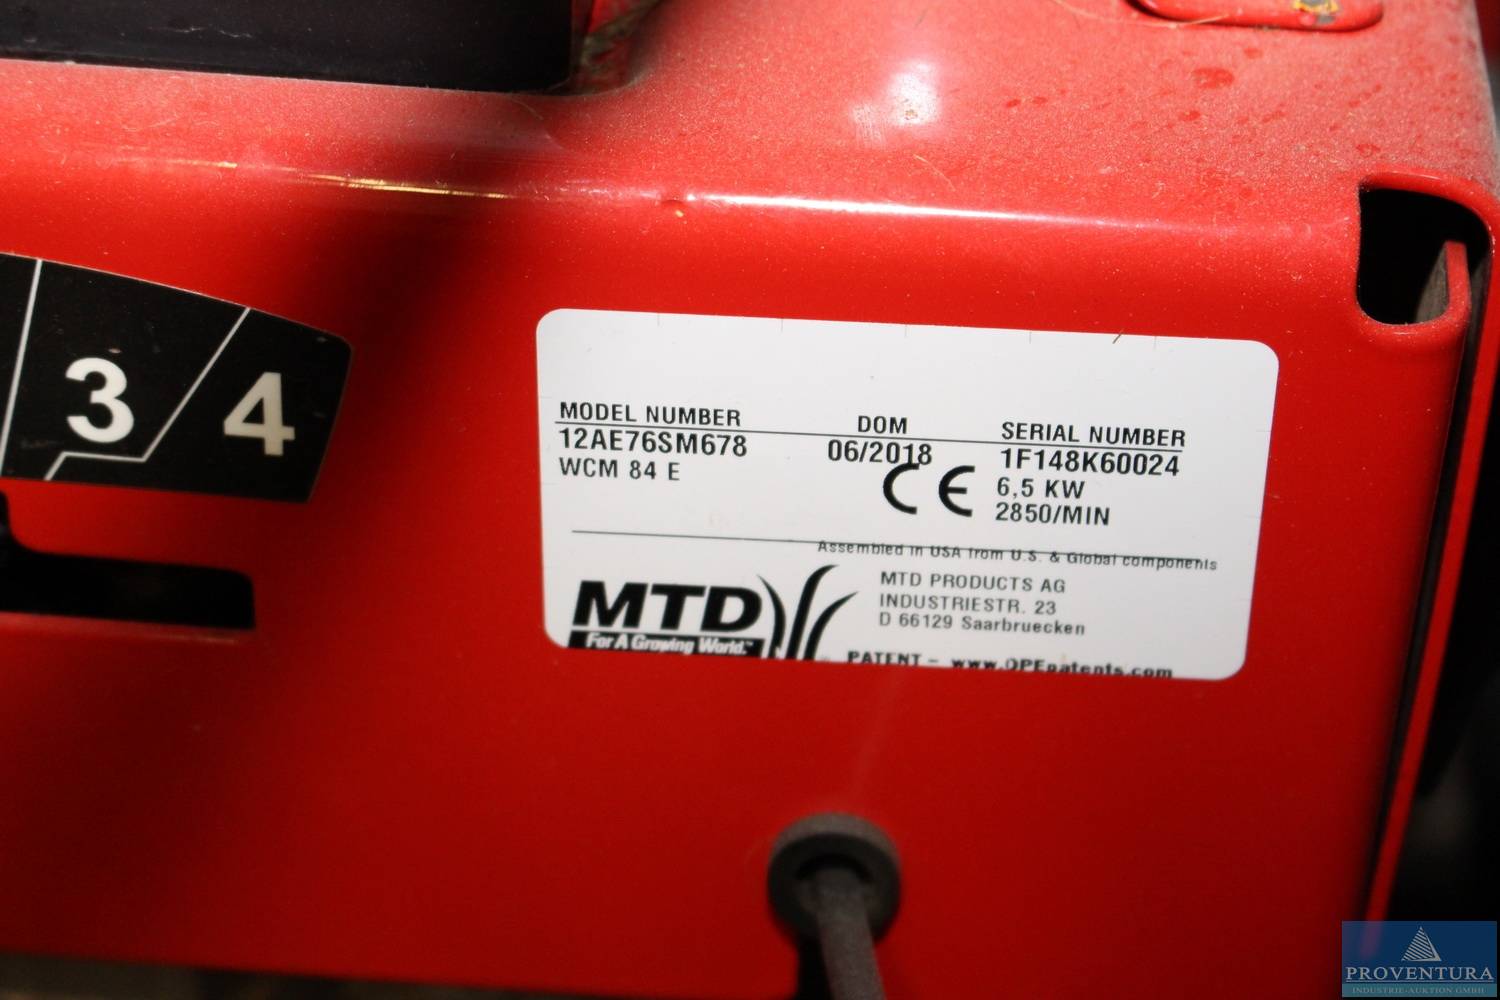 3
4
MODEL NUMBER DOM SERIAL NUMBER
12AE76SM678 06/2018 1F148K60024
WCM 84 E CE 6,5 KW
2850/MIN
Assembled in USA from U.S. & Global components
MTD
For A Growing World.™
MTD PRODUCTS AG
INDUSTRIESTR. 23
D 66129 Saarbruecken
PATENT – www.OPEpatents.com
PROVENTURA
INDUSTRIE-AUKTION GMBH